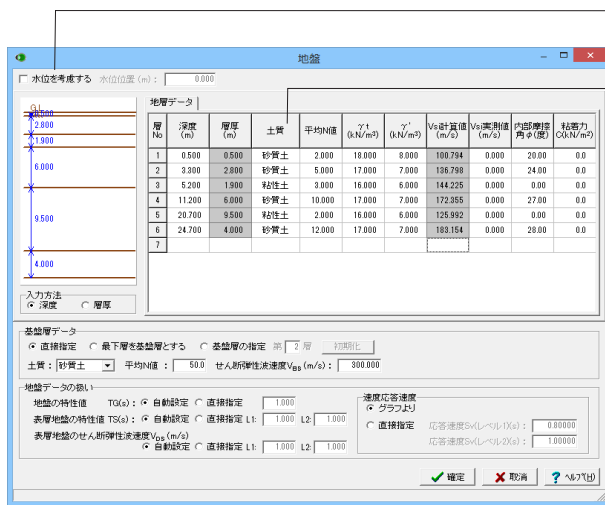 地盤
水位を考慮する 水位位置(m): 0.000
G.L
0.500
2.800
1.900
6.000
9.500
4.000
入力方法
深度 層厚
地層データ
層No 深度(m) 層厚(m) 土質 平均N値 γt(kN/m³) γ'(kN/m³) Vsi計算値(m/s) Vsi実測値(m/s) 内部摩擦角φ(度) 粘着力C(kN/m²)
1 0.500 0.500 砂質土 2.000 18.000 8.000 100.794 0.000 20.00 0.0
2 3.300 2.800 砂質土 5.000 17.000 7.000 136.798 0.000 24.00 0.0
3 5.200 1.900 粘性土 3.000 16.000 6.000 144.225 0.000 0.00 0.0
4 11.200 6.000 砂質土 10.000 17.000 7.000 172.355 0.000 27.00 0.0
5 20.700 9.500 粘性土 2.000 16.000 6.000 125.992 0.000 0.00 0.0
6 24.700 4.000 砂質土 12.000 17.000 7.000 183.154 0.000 28.00 0.0
7
基盤層データ
直接指定 最下層を基盤層とする 基盤層の指定 第 2 層 初期化
土質: 砂質土 平均N値: 50.0 せん断弾性波速度VBS(m/s): 300.000
地盤データの扱い
地盤の特性値 TG(s): 自動設定 直接指定 1.000
表層地盤の特性値 TS(s): 自動設定 直接指定 L1: 1.000 L2: 1.000
表層地盤のせん断弾性波速度VDS(m/s)
自動設定 直接指定 L1: 1.000 L2: 1.000
速度応答速度
グラフより
直接指定 応答速度Sv(レベル1)(s): 0.80000
応答速度Sv(レベル2)(s): 1.00000
確定 取消 ヘルプ(H)